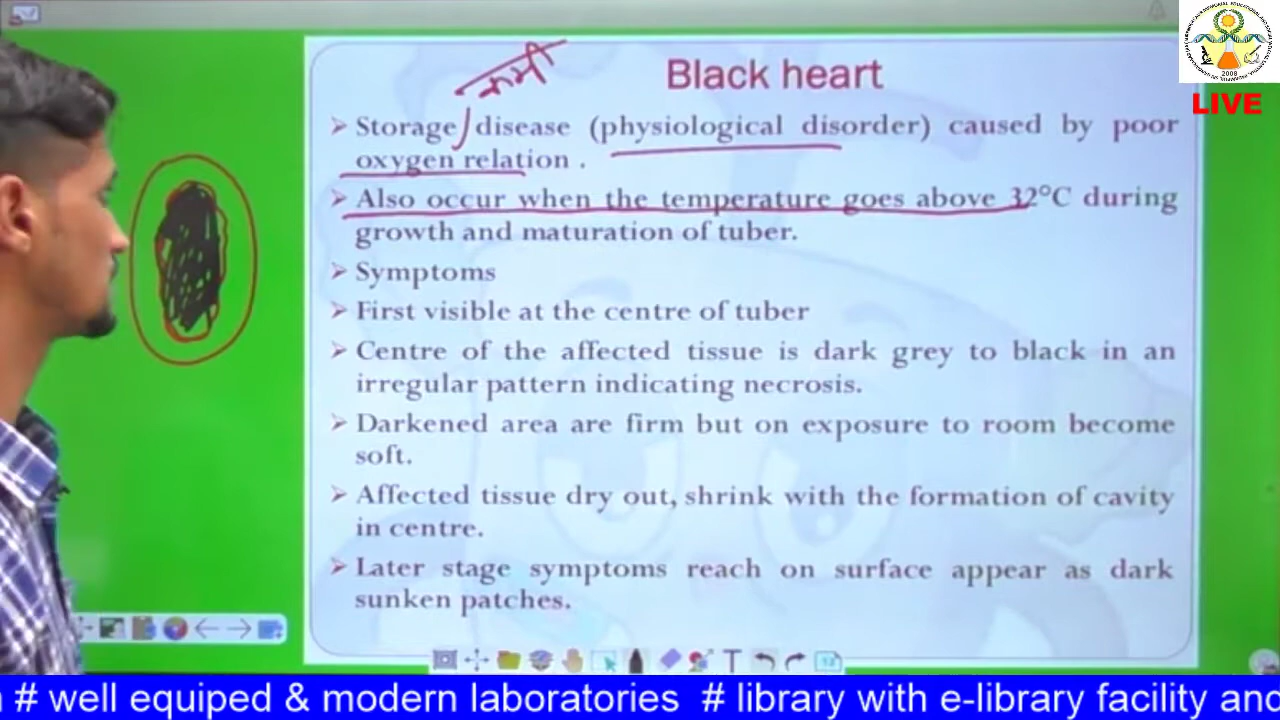 Black heart
LIVE
➢ Storage disease (physiological disorder) caused by poor
oxygen relation .
➢ Also occur when the temperature goes above 32°C during
growth and maturation of tuber.
➢ Symptoms
➢ First visible at the centre of tuber
➢ Centre of the affected tissue is dark grey to black in an
irregular pattern indicating necrosis.
➢ Darkened area are firm but on exposure to room become
soft.
➢ Affected tissue dry out, shrink with the formation of cavity
in centre.
➢ Later stage symptoms reach on surface appear as dark
sunken patches.
# well equiped & modern laboratories # library with e-library facility and
2008